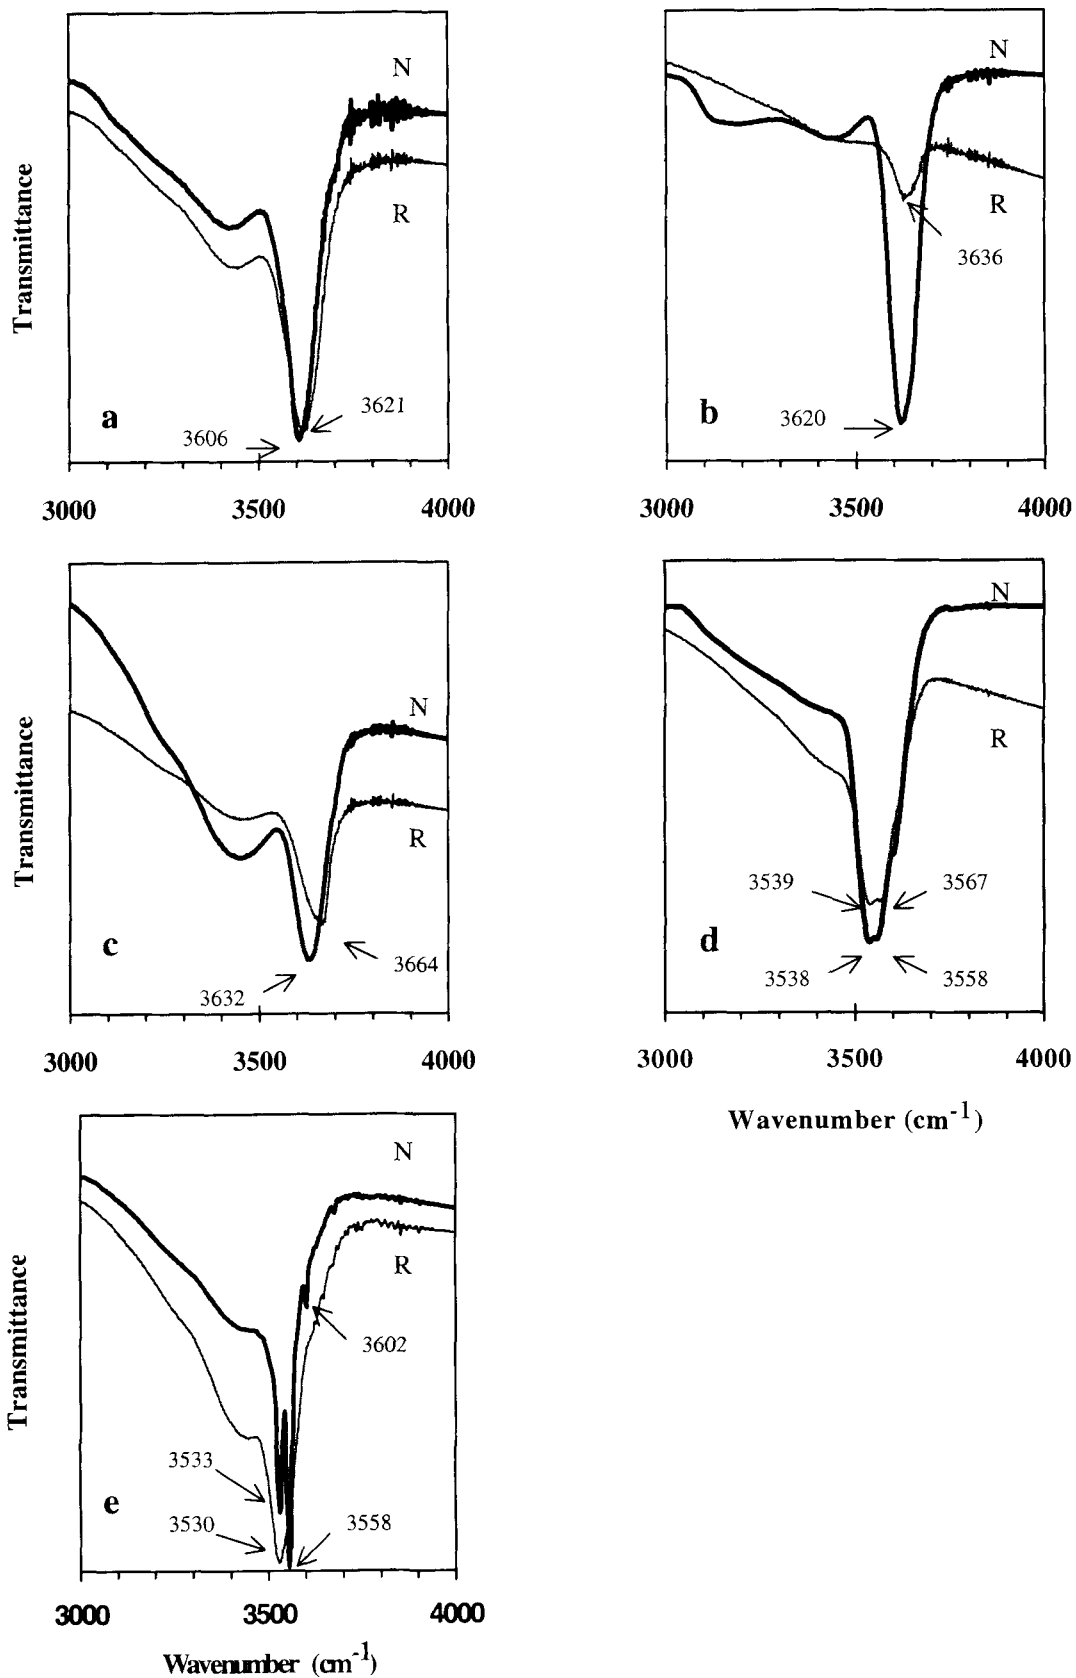 N
R
3621
3606
a
Transmittance
3000 3500 4000
N
R
3636
3620
b
3000 3500 4000
N
R
3664
3632
c
Transmittance
3000 3500 4000
N
R
3539 3567
3538 3558
d
3000 3500 4000
Wavenumber (cm-1)
N
R
3602
3533
3530 3558
e
Transmittance
3000 3500 4000
Wavenumber (cm-1)